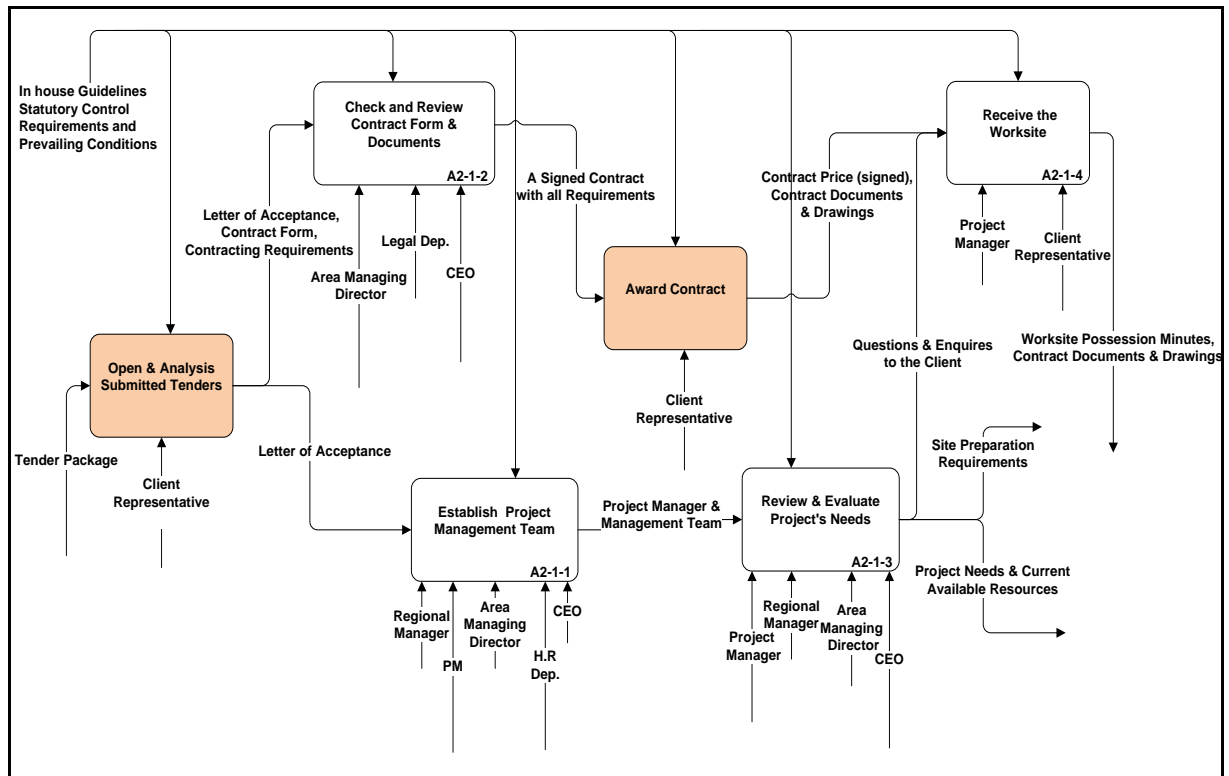 In house Guidelines
Statutory Control
Requirements and
Prevailing Conditions
Check and Review
Contract Form &
Documents
A2-1-2
Receive the
Worksite
A2-1-4
Letter of Acceptance,
Contract Form,
Contracting Requirements
A Signed Contract
with all Requirements
Contract Price (signed),
Contract Documents
& Drawings
Area Managing
Director
Legal Dep.
CEO
Project
Manager
Client
Representative
Award Contract
Open & Analysis
Submitted Tenders
Questions & Enquires
to the Client
Worksite Possession Minutes,
Contract Documents & Drawings
Client
Representative
Tender Package
Client
Representative
Letter of Acceptance
Site Preparation
Requirements
Establish Project
Management Team
A2-1-1
Project Manager &
Management Team
Review & Evaluate
Project's Needs
A2-1-3
Project Needs & Current
Available Resources
Regional
Manager
PM
Area
Managing
Director
H.R
Dep.
CEO
Project
Manager
Regional
Manager
Area
Managing
Director
CEO